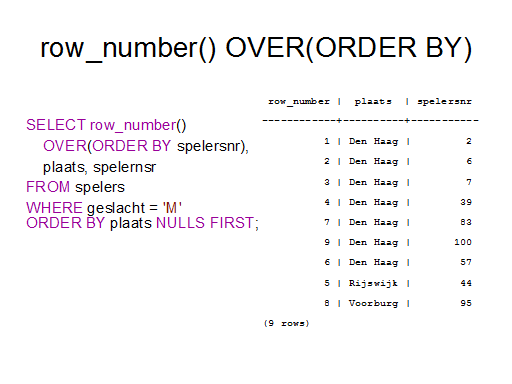 row_number() OVER(ORDER BY)
SELECT row_number()
OVER(ORDER BY spelersnr),
plaats, spelernsr
FROM spelers
WHERE geslacht = 'M'
ORDER BY plaats NULLS FIRST;
row_number | plaats | spelersnr
------------+----------+-----------
1 | Den Haag | 2
2 | Den Haag | 6
3 | Den Haag | 7
4 | Den Haag | 39
7 | Den Haag | 83
9 | Den Haag | 100
6 | Den Haag | 57
5 | Rijswijk | 44
8 | Voorburg | 95
(9 rows)